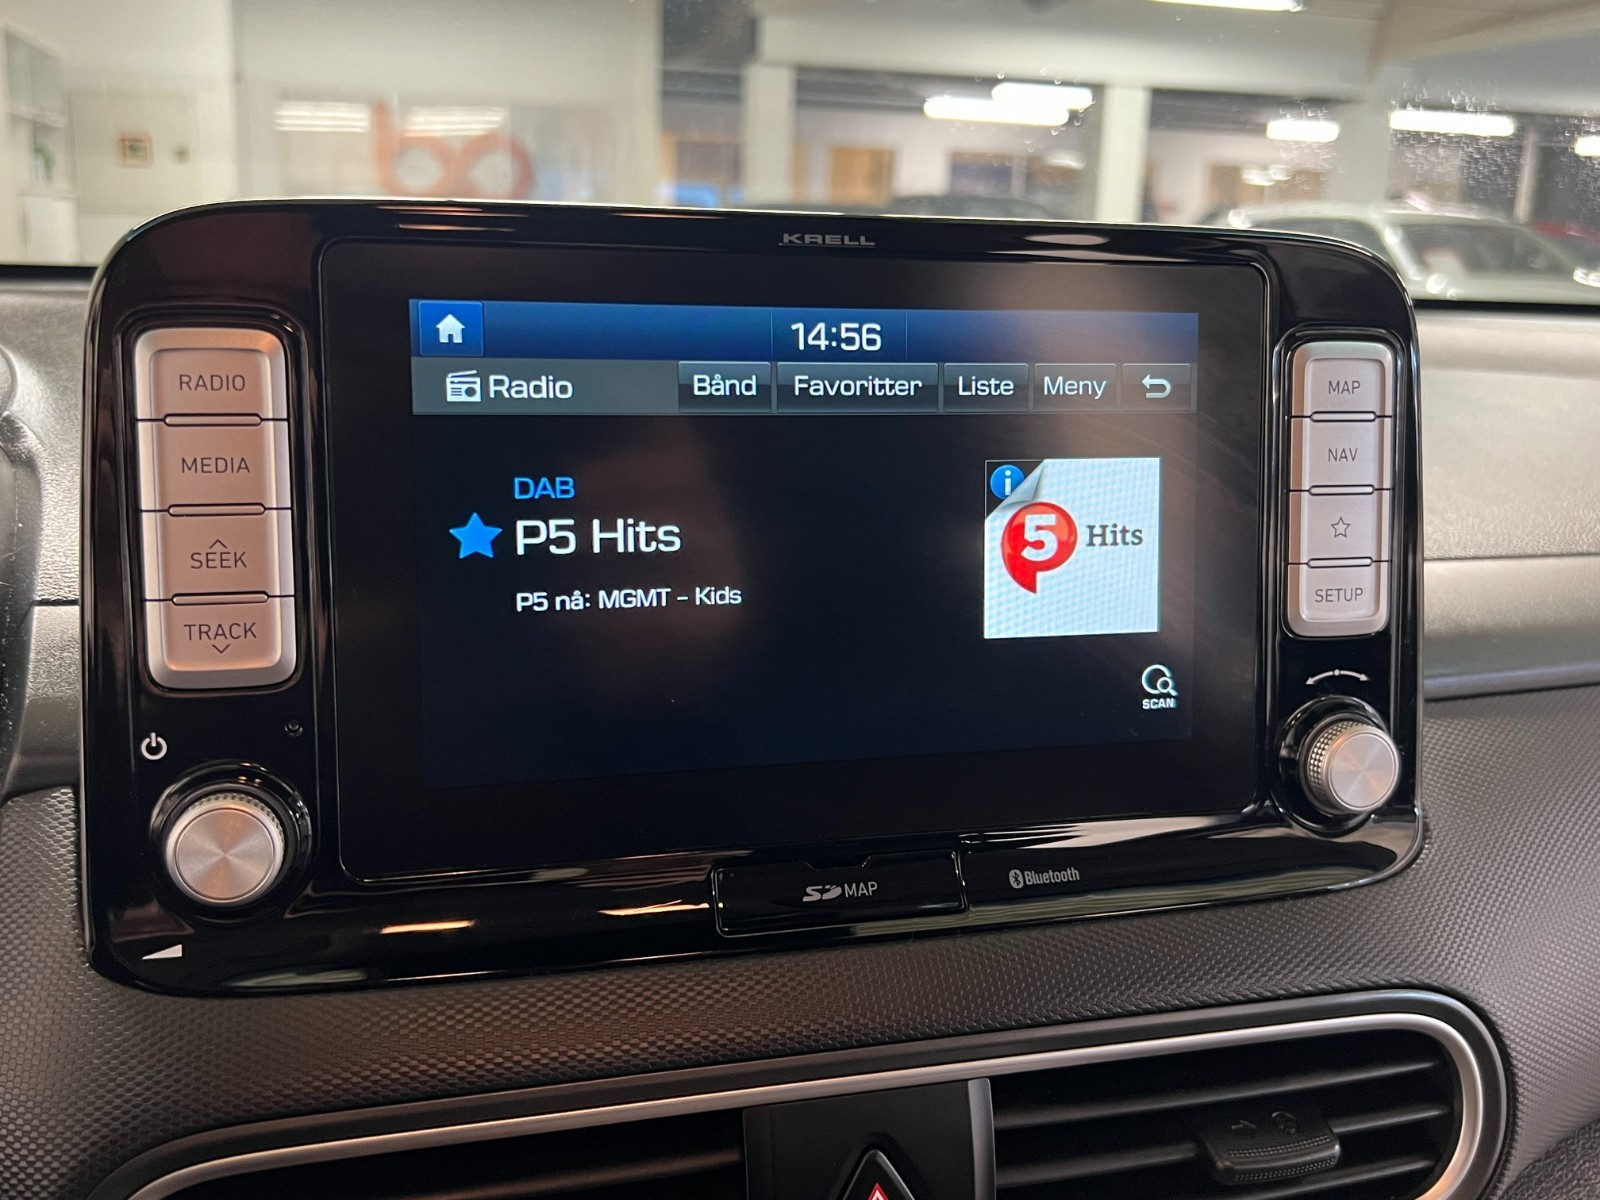 KRELL
14:56
Radio
Bånd
Favoritter
Liste
Meny
DAB
P5 Hits
P5 nå: MGMT - Kids
i
5 Hits
SCAN
RADIO
MEDIA
SEEK
TRACK
MAP
NAV
SETUP
SD MAP
Bluetooth